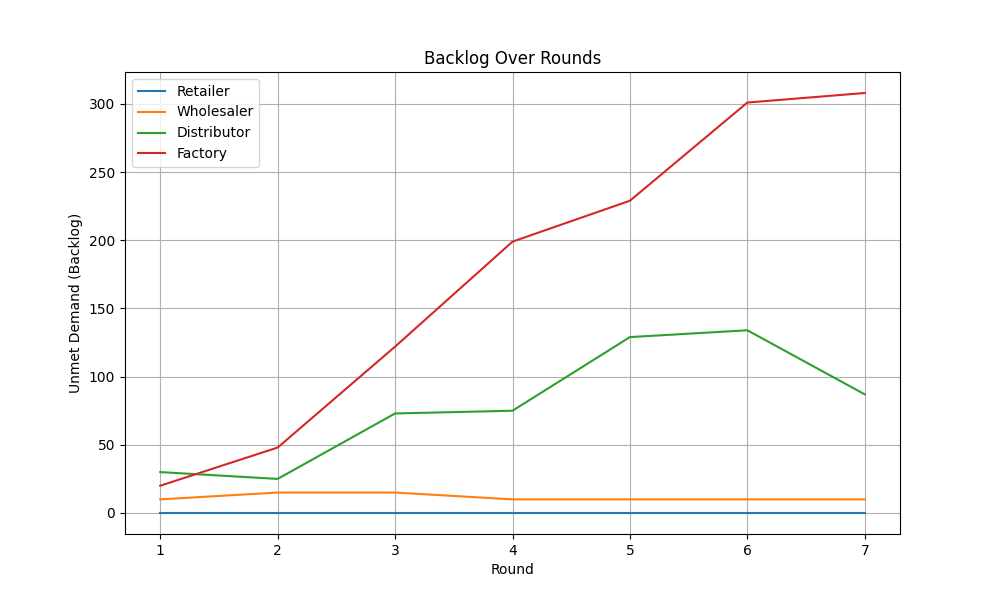 Backlog Over Rounds
Retailer
Wholesaler
Distributor
Factory
Unmet Demand (Backlog)
300
250
200
150
100
50
0
1 2 3 4 5 6 7
Round